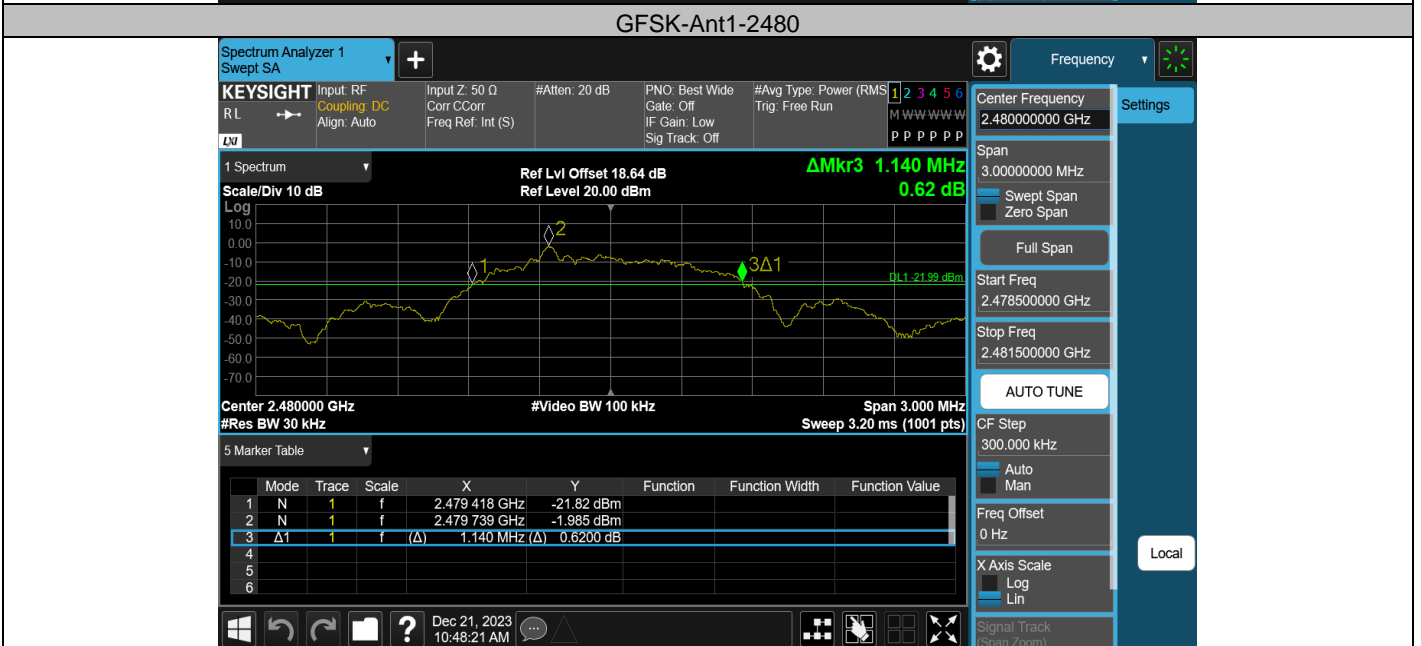 GFSK-Ant1-2480
Spectrum Analyzer 1
Swept SA
Frequency
KEYSIGHT
RL
LXI
Input: RF
Coupling: DC
Align: Auto
Input Z: 50 Ω
Corr CCorr
Freq Ref: Int (S)
#Atten: 20 dB
PNO: Best Wide
Gate: Off
IF Gain: Low
Sig Track: Off
#Avg Type: Power (RMS
Trig: Free Run
1 2 3 4 5 6
M W W W W W
P P P P P P
1 Spectrum
Scale/Div 10 dB
Ref Lvl Offset 18.64 dB
Ref Level 20.00 dBm
ΔMkr3 1.140 MHz
0.62 dB
Log
10.0
0.00
-10.0
-20.0
-30.0
-40.0
-50.0
-60.0
-70.0
1
2
3Δ1
DL1 -21.99 dBm
Center 2.480000 GHz
#Video BW 100 kHz
Span 3.000 MHz
#Res BW 30 kHz
Sweep 3.20 ms (1001 pts)
5 Marker Table
Mode Trace Scale X Y Function Function Width Function Value
1 N 1 f 2.479 418 GHz -21.82 dBm
2 N 1 f 2.479 739 GHz -1.985 dBm
3 Δ1 1 f (Δ) 1.140 MHz (Δ) 0.6200 dB
4
5
6
Dec 21, 2023
10:48:21 AM
Center Frequency
2.480000000 GHz
Settings
Span
3.00000000 MHz
Swept Span
Zero Span
Full Span
Start Freq
2.478500000 GHz
Stop Freq
2.481500000 GHz
AUTO TUNE
CF Step
300.000 kHz
Auto
Man
Freq Offset
0 Hz
X Axis Scale
Log
Lin
Signal Track
(Span Zoom)
Local